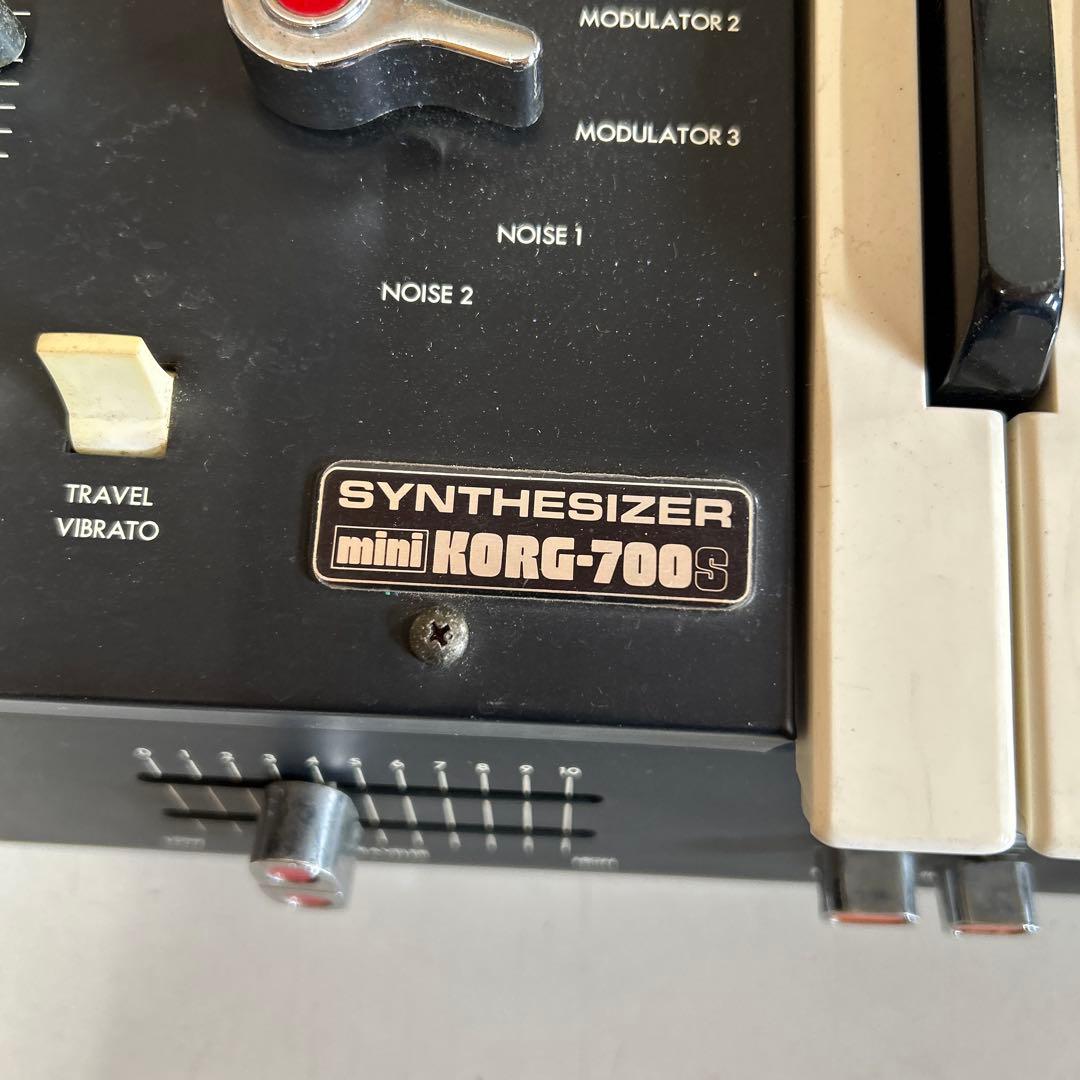 MODULATOR 2
MODULATOR 3
NOISE 1
NOISE 2
TRAVEL
VIBRATO
SYNTHESIZER
mini KORG-700S
0 1 2 3 4 5 6 7 8 9 10